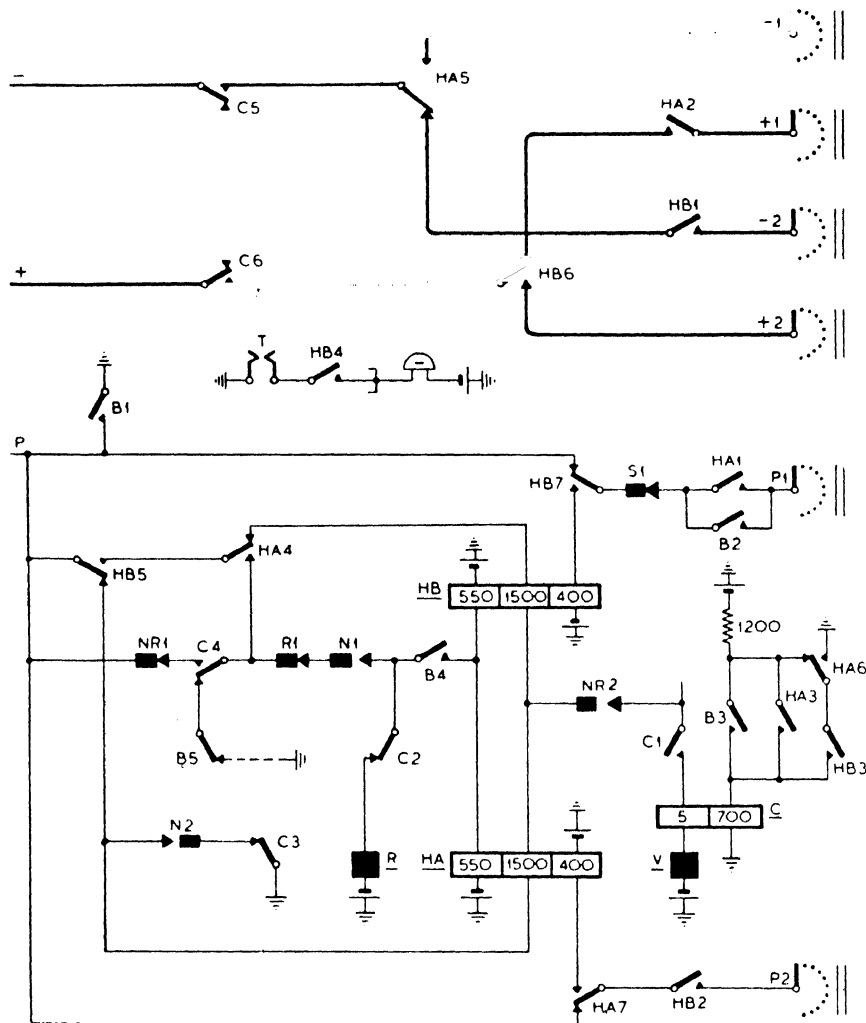 -1
−
HA5
C5
HA2
+1
HB1
-2
+
C6
HB6
+2
T
HB4
B1
P
HB7
S1
HA1
P1
B2
HB5
HA4
HB
550 1500 400
1200
NR1
C4
R1
N1
B4
HA6
NR2
B3
HA3
B5
C2
C1
HB3
N2
C3
5 700
C
R
HA
550 1500 400
V
P2
HA7
HB2